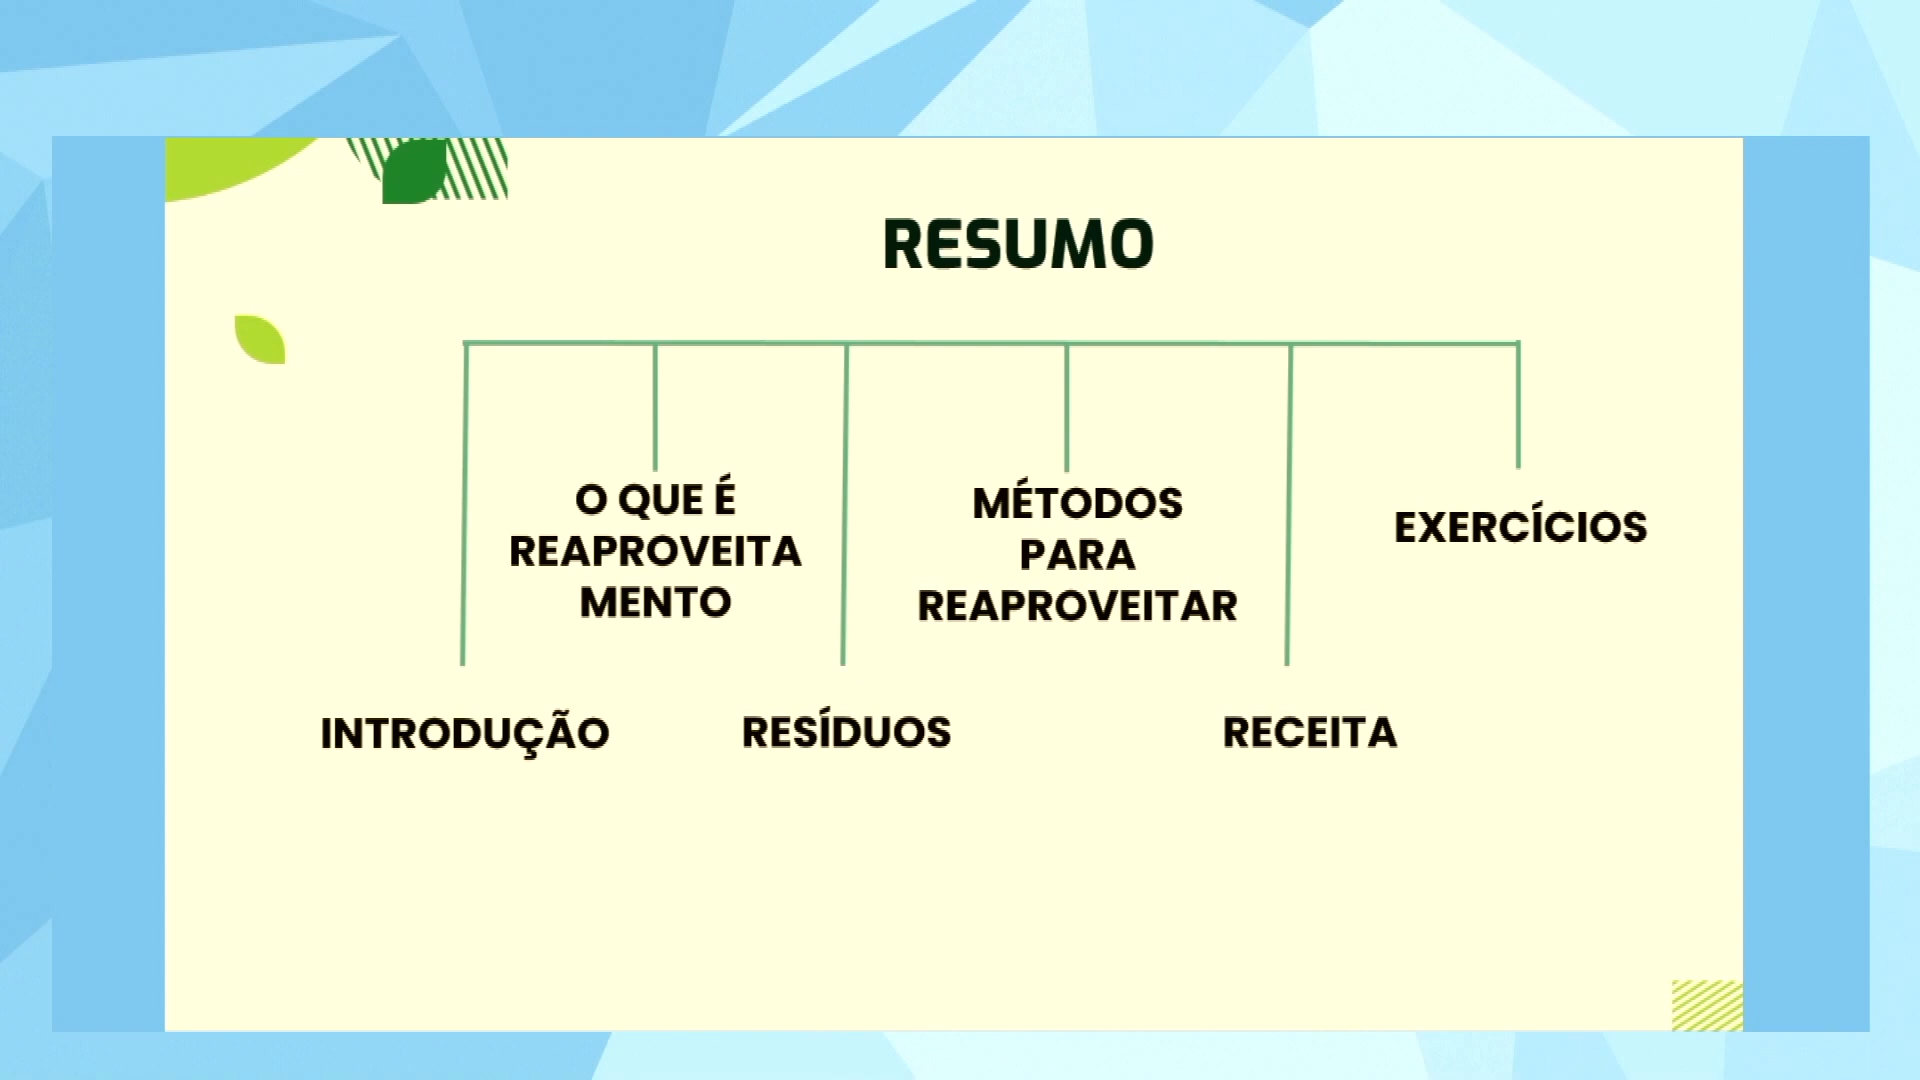 RESUMO
O QUE É
REAPROVEITA
MENTO
MÉTODOS
PARA
REAPROVEITAR
EXERCÍCIOS
INTRODUÇÃO
RESÍDUOS
RECEITA